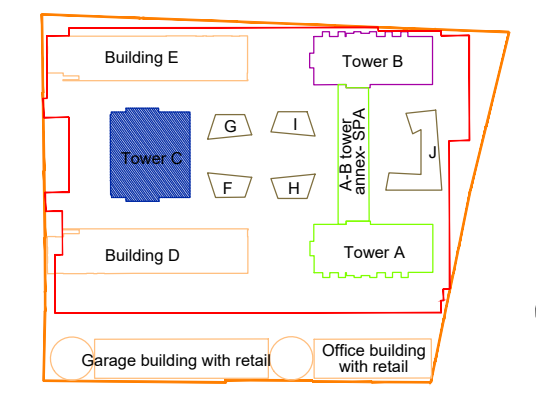 Building E
Tower B
G
I
A-B tower
annex- SPA
J
Tower C
F
H
Building D
Tower A
Garage building with retail
Office building
with retail